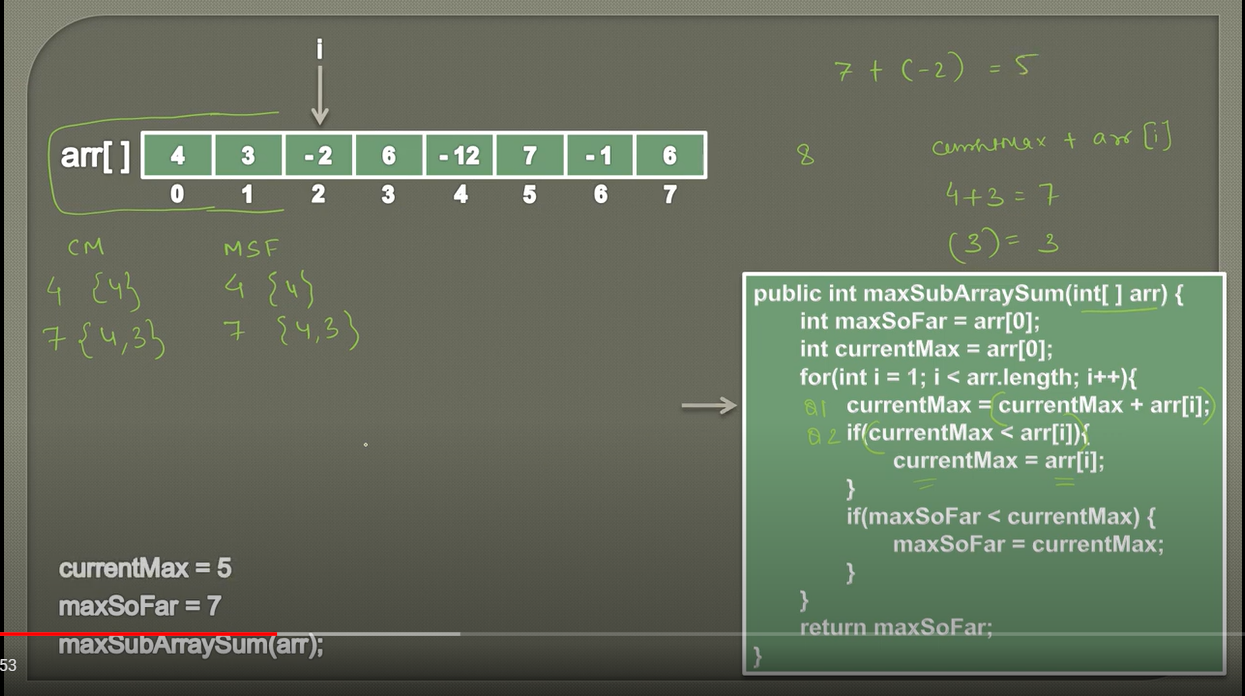 i
7 + (-2) = 5
arr[ ] 4 3 -2 6 -12 7 -1 6
0 1 2 3 4 5 6 7
8
currentMax + arr [i]
4+3 = 7
(3) = 3
CM MSF
4 {4} 4 {4}
7 {4,3} 7 {4,3}
public int maxSubArraySum(int[ ] arr) {
int maxSoFar = arr[0];
int currentMax = arr[0];
for(int i = 1; i < arr.length; i++){
currentMax = currentMax + arr[i];
if(currentMax < arr[i]){
currentMax = arr[i];
}
if(maxSoFar < currentMax) {
maxSoFar = currentMax;
}
}
return maxSoFar;
}
currentMax = 5
maxSoFar = 7
maxSubArraySum(arr);
53